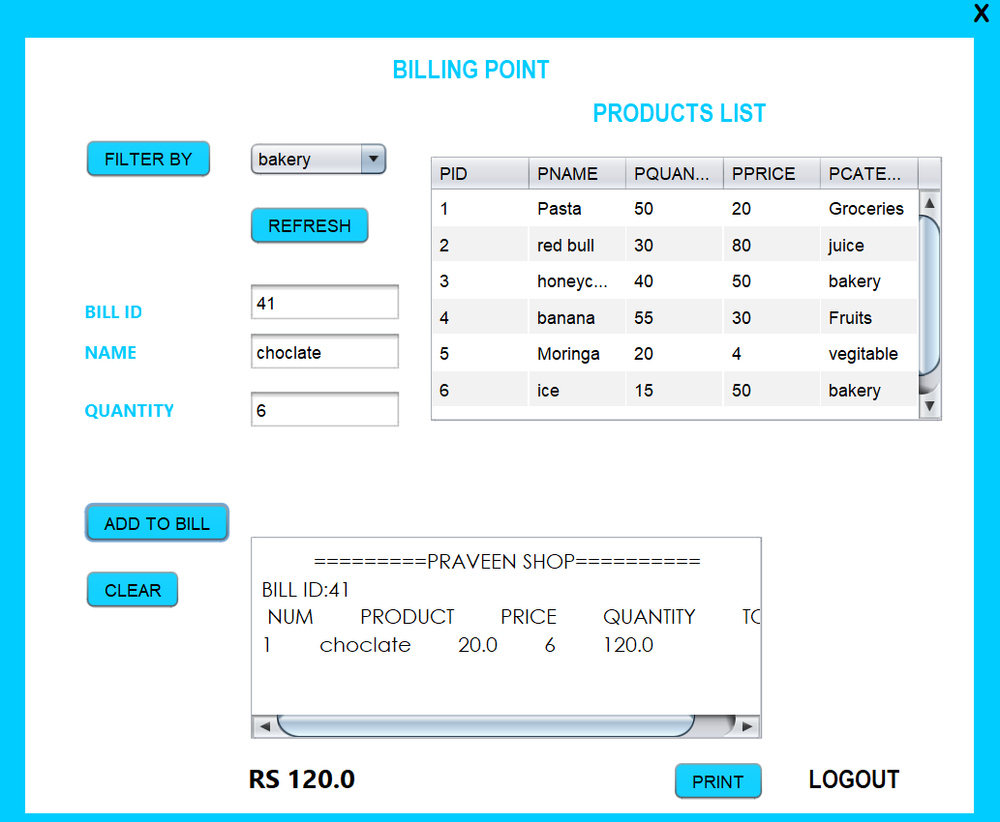 X
BILLING POINT
PRODUCTS LIST
FILTER BY bakery
REFRESH
PID PNAME PQUAN... PPRICE PCATE...
1 Pasta 50 20 Groceries
2 red bull 30 80 juice
3 honeyc... 40 50 bakery
4 banana 55 30 Fruits
5 Moringa 20 4 vegitable
6 ice 15 50 bakery
BILL ID 41
NAME choclate
QUANTITY 6
ADD TO BILL
CLEAR
=========PRAVEEN SHOP==========
BILL ID:41
NUM PRODUCT PRICE QUANTITY TO
1 choclate 20.0 6 120.0
RS 120.0
PRINT
LOGOUT